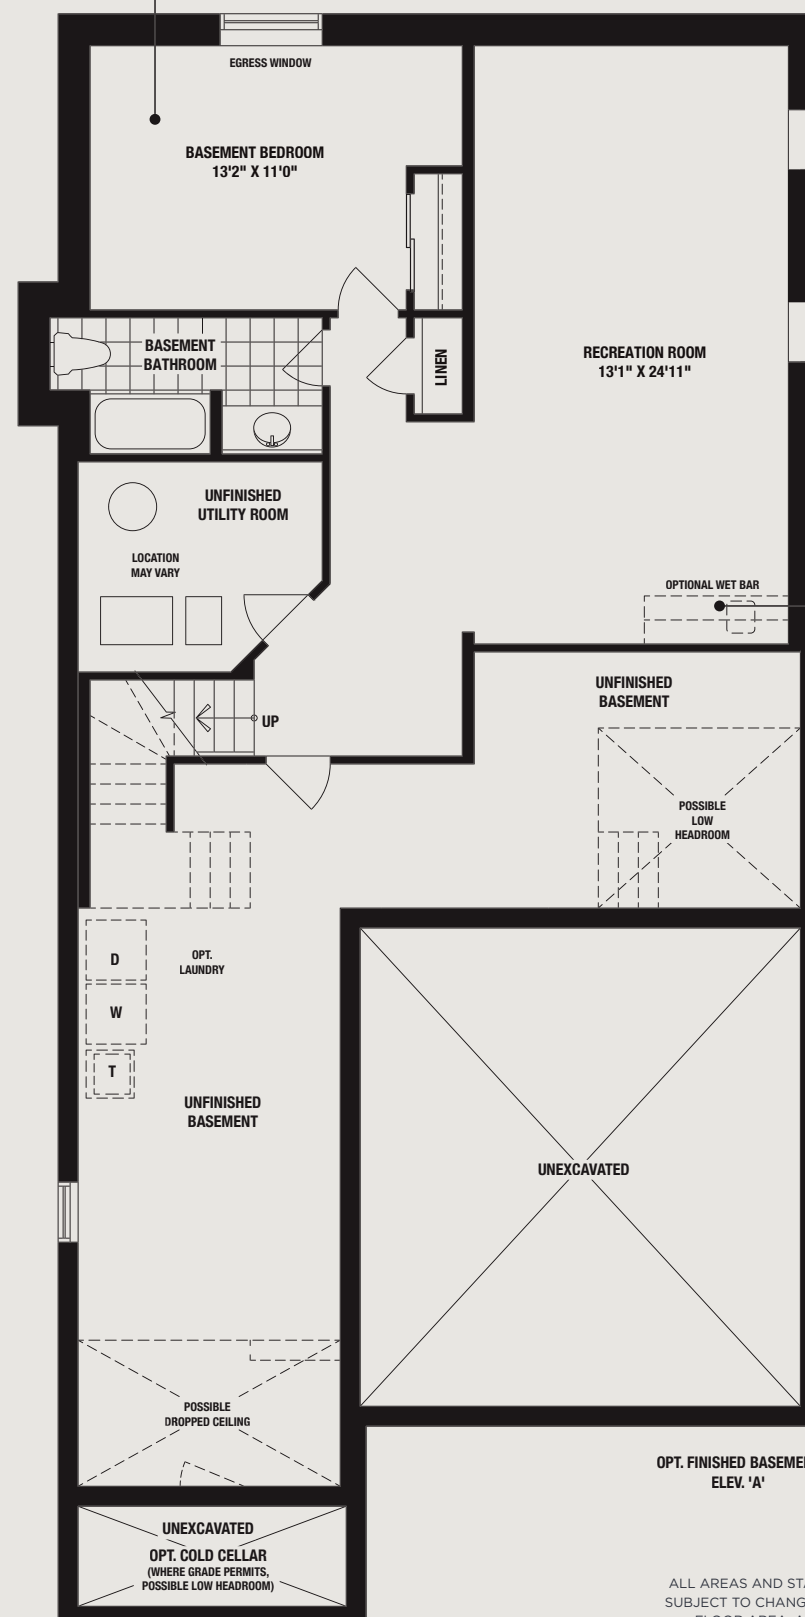 EGRESS WINDOW
BASEMENT BEDROOM
13'2" X 11'0"
BASEMENT
BATHROOM
LINEN
RECREATION ROOM
13'1" X 24'11"
UNFINISHED
UTILITY ROOM
LOCATION
MAY VARY
OPTIONAL WET BAR
UP
UNFINISHED
BASEMENT
POSSIBLE
LOW
HEADROOM
D
W
T
OPT.
LAUNDRY
UNFINISHED
BASEMENT
UNEXCAVATED
POSSIBLE
DROPPED CEILING
UNEXCAVATED
OPT. COLD CELLAR
(WHERE GRADE PERMITS,
POSSIBLE LOW HEADROOM)
OPT. FINISHED
ELEV. 'A'
ALL AREAS AND
SUBJECT TO